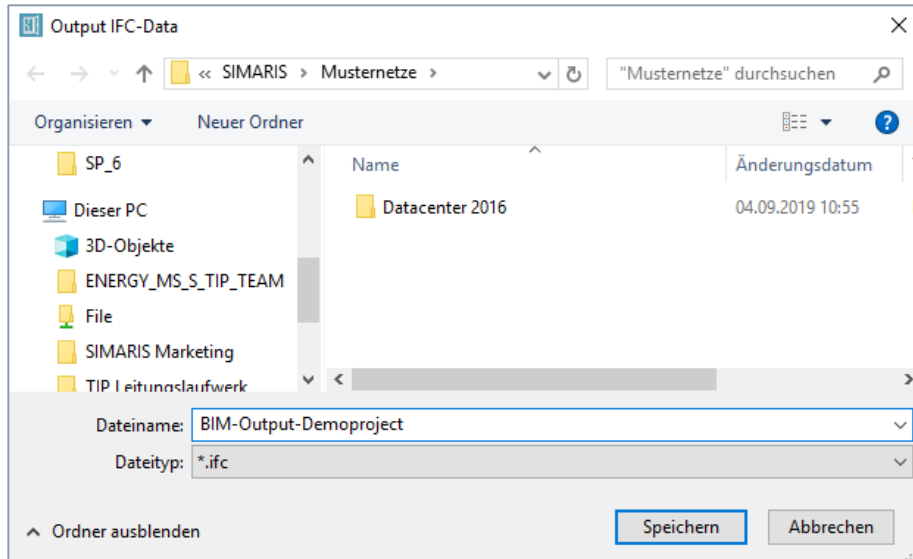 Output IFC-Data
« SIMARIS › Musternetze ›
"Musternetze" durchsuchen
Organisieren
Neuer Ordner
SP_6
Dieser PC
3D-Objekte
ENERGY_MS_S_TIP_TEAM
File
SIMARIS Marketing
TIP Leitungslaufwerk
Name
Änderungsdatum
Datacenter 2016
04.09.2019 10:55
Dateiname: BIM-Output-Demoproject
Dateityp: *.ifc
Ordner ausblenden
Speichern
Abbrechen